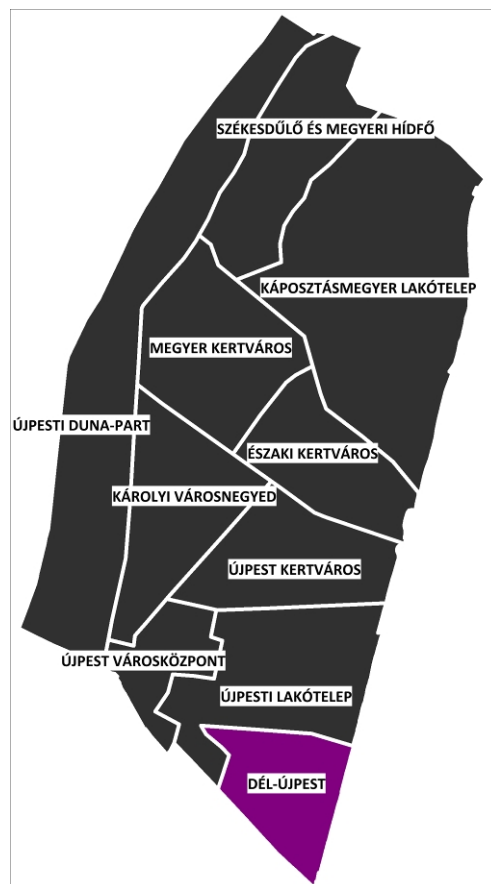 SZÉKESDŰLŐ ÉS MEGYERI HÍDFŐ
KÁPOSZTÁSMEGYER LAKÓTELEP
MEGYER KERTVÁROS
ÚJPESTI DUNA-PART
ÉSZAKI KERTVÁROS
KÁROLYI VÁROSNEGYED
ÚJPEST KERTVÁROS
ÚJPEST VÁROSKÖZPONT
ÚJPESTI LAKÓTELEP
DÉL-ÚJPEST